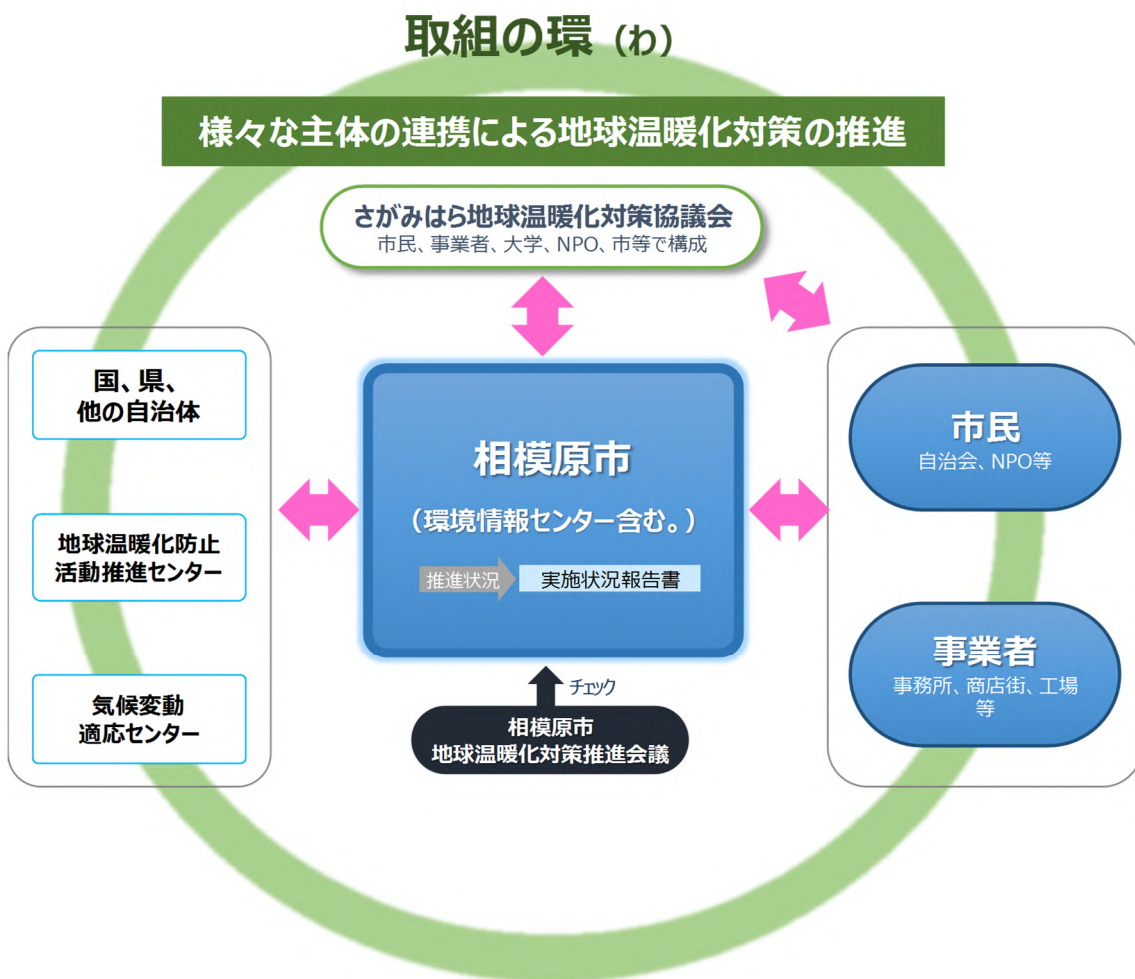 取組の環（わ）
様々な主体の連携による地球温暖化対策の推進
さがみはら地球温暖化対策協議会
市民、事業者、大学、NPO、市等で構成
国、県、
他の自治体
地球温暖化防止
活動推進センター
気候変動
適応センター
相模原市
（環境情報センター含む。）
推進状況
実施状況報告書
チェック
相模原市
地球温暖化対策推進会議
市民
自治会、NPO等
事業者
事務所、商店街、工場
等